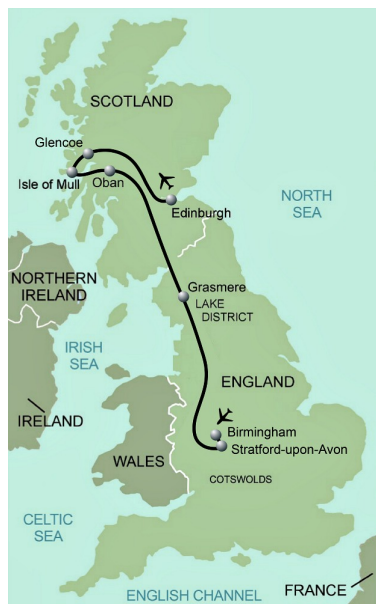 SCOTLAND
Glencoe
Isle of Mull
Oban
Edinburgh
NORTH
SEA
NORTHERN
IRELAND
Grasmere
LAKE
DISTRICT
IRISH
SEA
ENGLAND
IRELAND
Birmingham
Stratford-upon-Avon
WALES
COTSWOLDS
CELTIC
SEA
FRANCE
ENGLISH CHANNEL